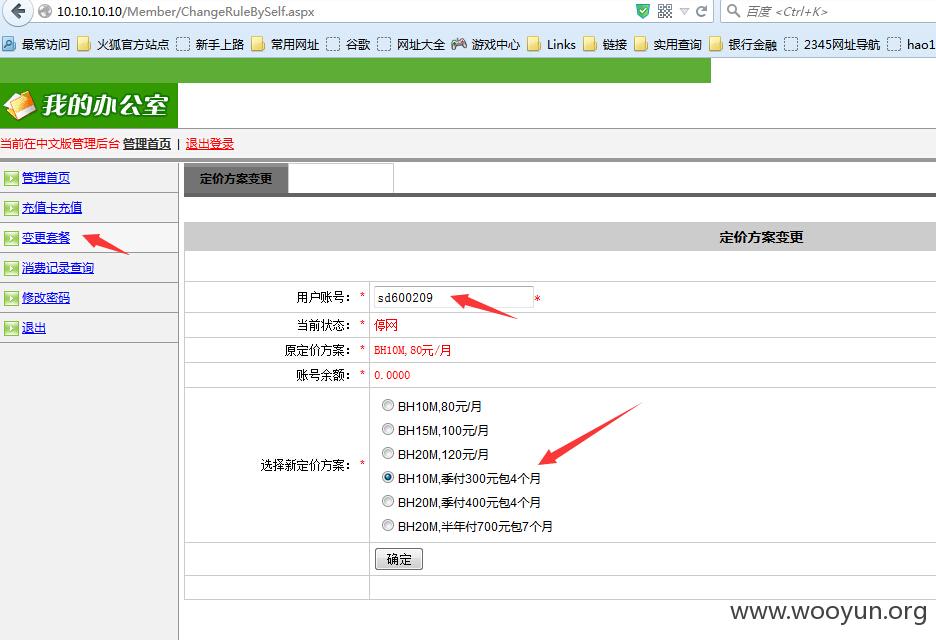 10.10.10.10/Member/ChangeRuleBySelf.aspx
百度 <Ctrl+K>
最常访问 火狐官方站点 新手上路 常用网址 谷歌 网址大全 游戏中心 Links 链接 实用查询 银行金融 2345网址导航 hao1
我的办公室
当前在中文版管理后台 管理首页 | 退出登录
管理首页
充值卡充值
变更套餐
消费记录查询
修改密码
退出
定价方案变更
定价方案变更
用户账号: * sd600209 *
当前状态: * 停网
原定价方案: * BH10M,80元/月
账号余额: * 0.0000
选择新定价方案: *
BH10M,80元/月
BH15M,100元/月
BH20M,120元/月
BH10M,季付300元包4个月
BH20M,季付400元包4个月
BH20M,半年付700元包7个月
确定
www.wooyun.org